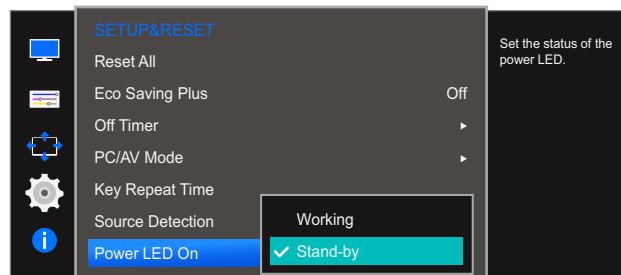 SETUP&RESET
Reset All
Eco Saving Plus Off
Off Timer
PC/AV Mode
Key Repeat Time
Source Detection
Power LED On
Working
Stand-by
Set the status of the
power LED.